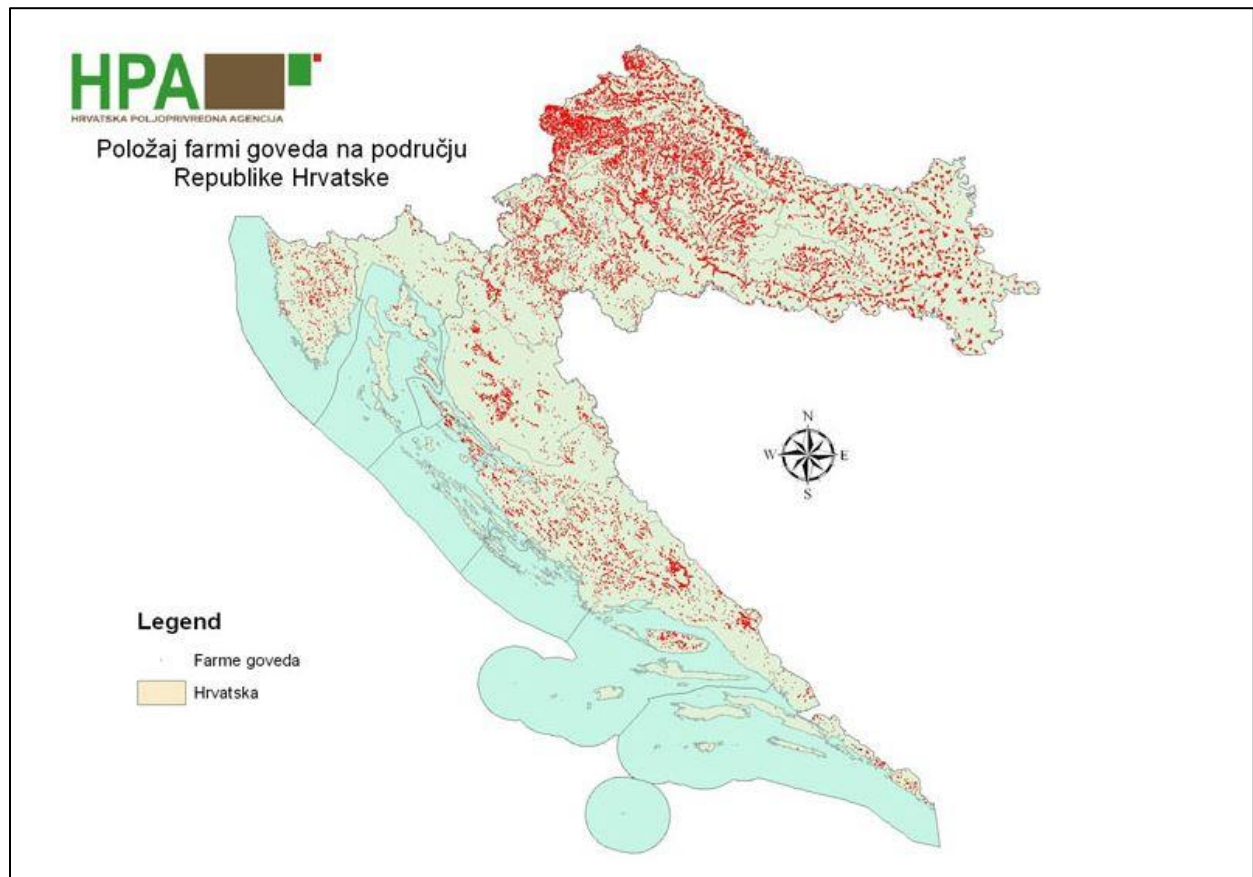 HPA
HRVATSKA POLJOPRIVREDNA AGENCIJA
Položaj farmi goveda na području
Republike Hrvatske
N
W E
S
Legend
Farme goveda
Hrvatska